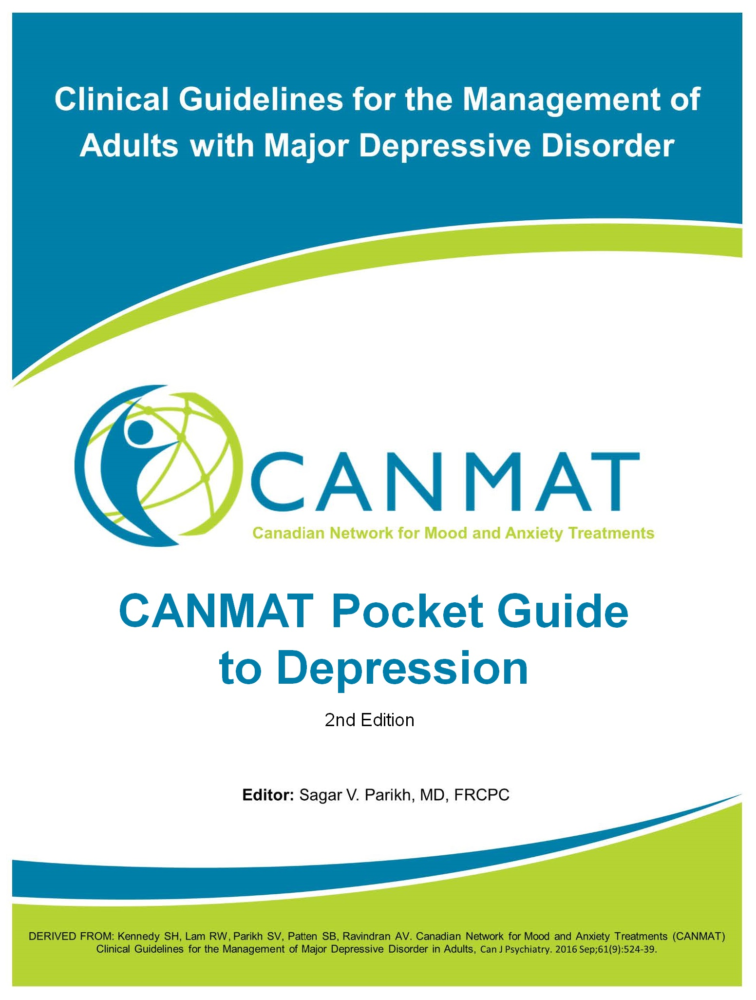 Clinical Guidelines for the Management of
Adults with Major Depressive Disorder
CANMAT
Canadian Network for Mood and Anxiety Treatments
CANMAT Pocket Guide
to Depression
2nd Edition
Editor: Sagar V. Parikh, MD, FRCPC
DERIVED FROM: Kennedy SH, Lam RW, Parikh SV, Patten SB, Ravindran AV. Canadian Network for Mood and Anxiety Treatments (CANMAT)
Clinical Guidelines for the Management of Major Depressive Disorder in Adults, Can J Psychiatry. 2016 Sep;61(9):524-39.